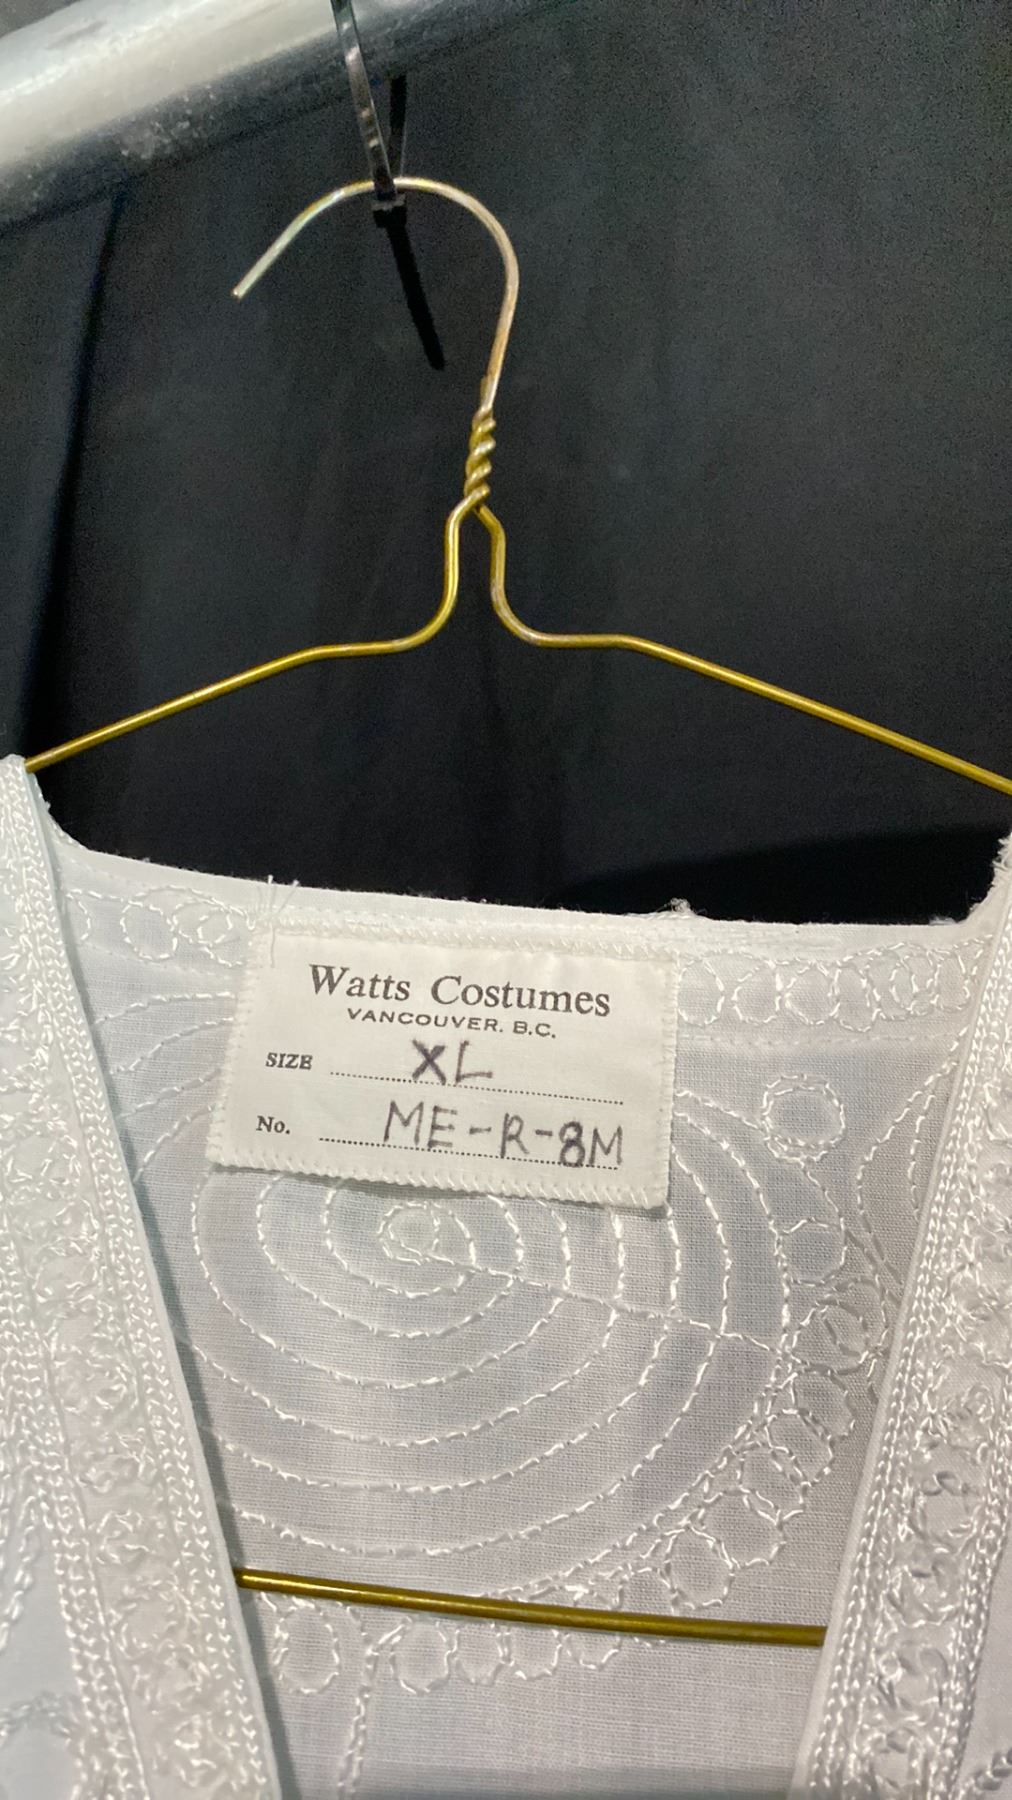 Watts Costumes
VANCOUVER. B.C.
SIZE XL
No. ME-R-8M